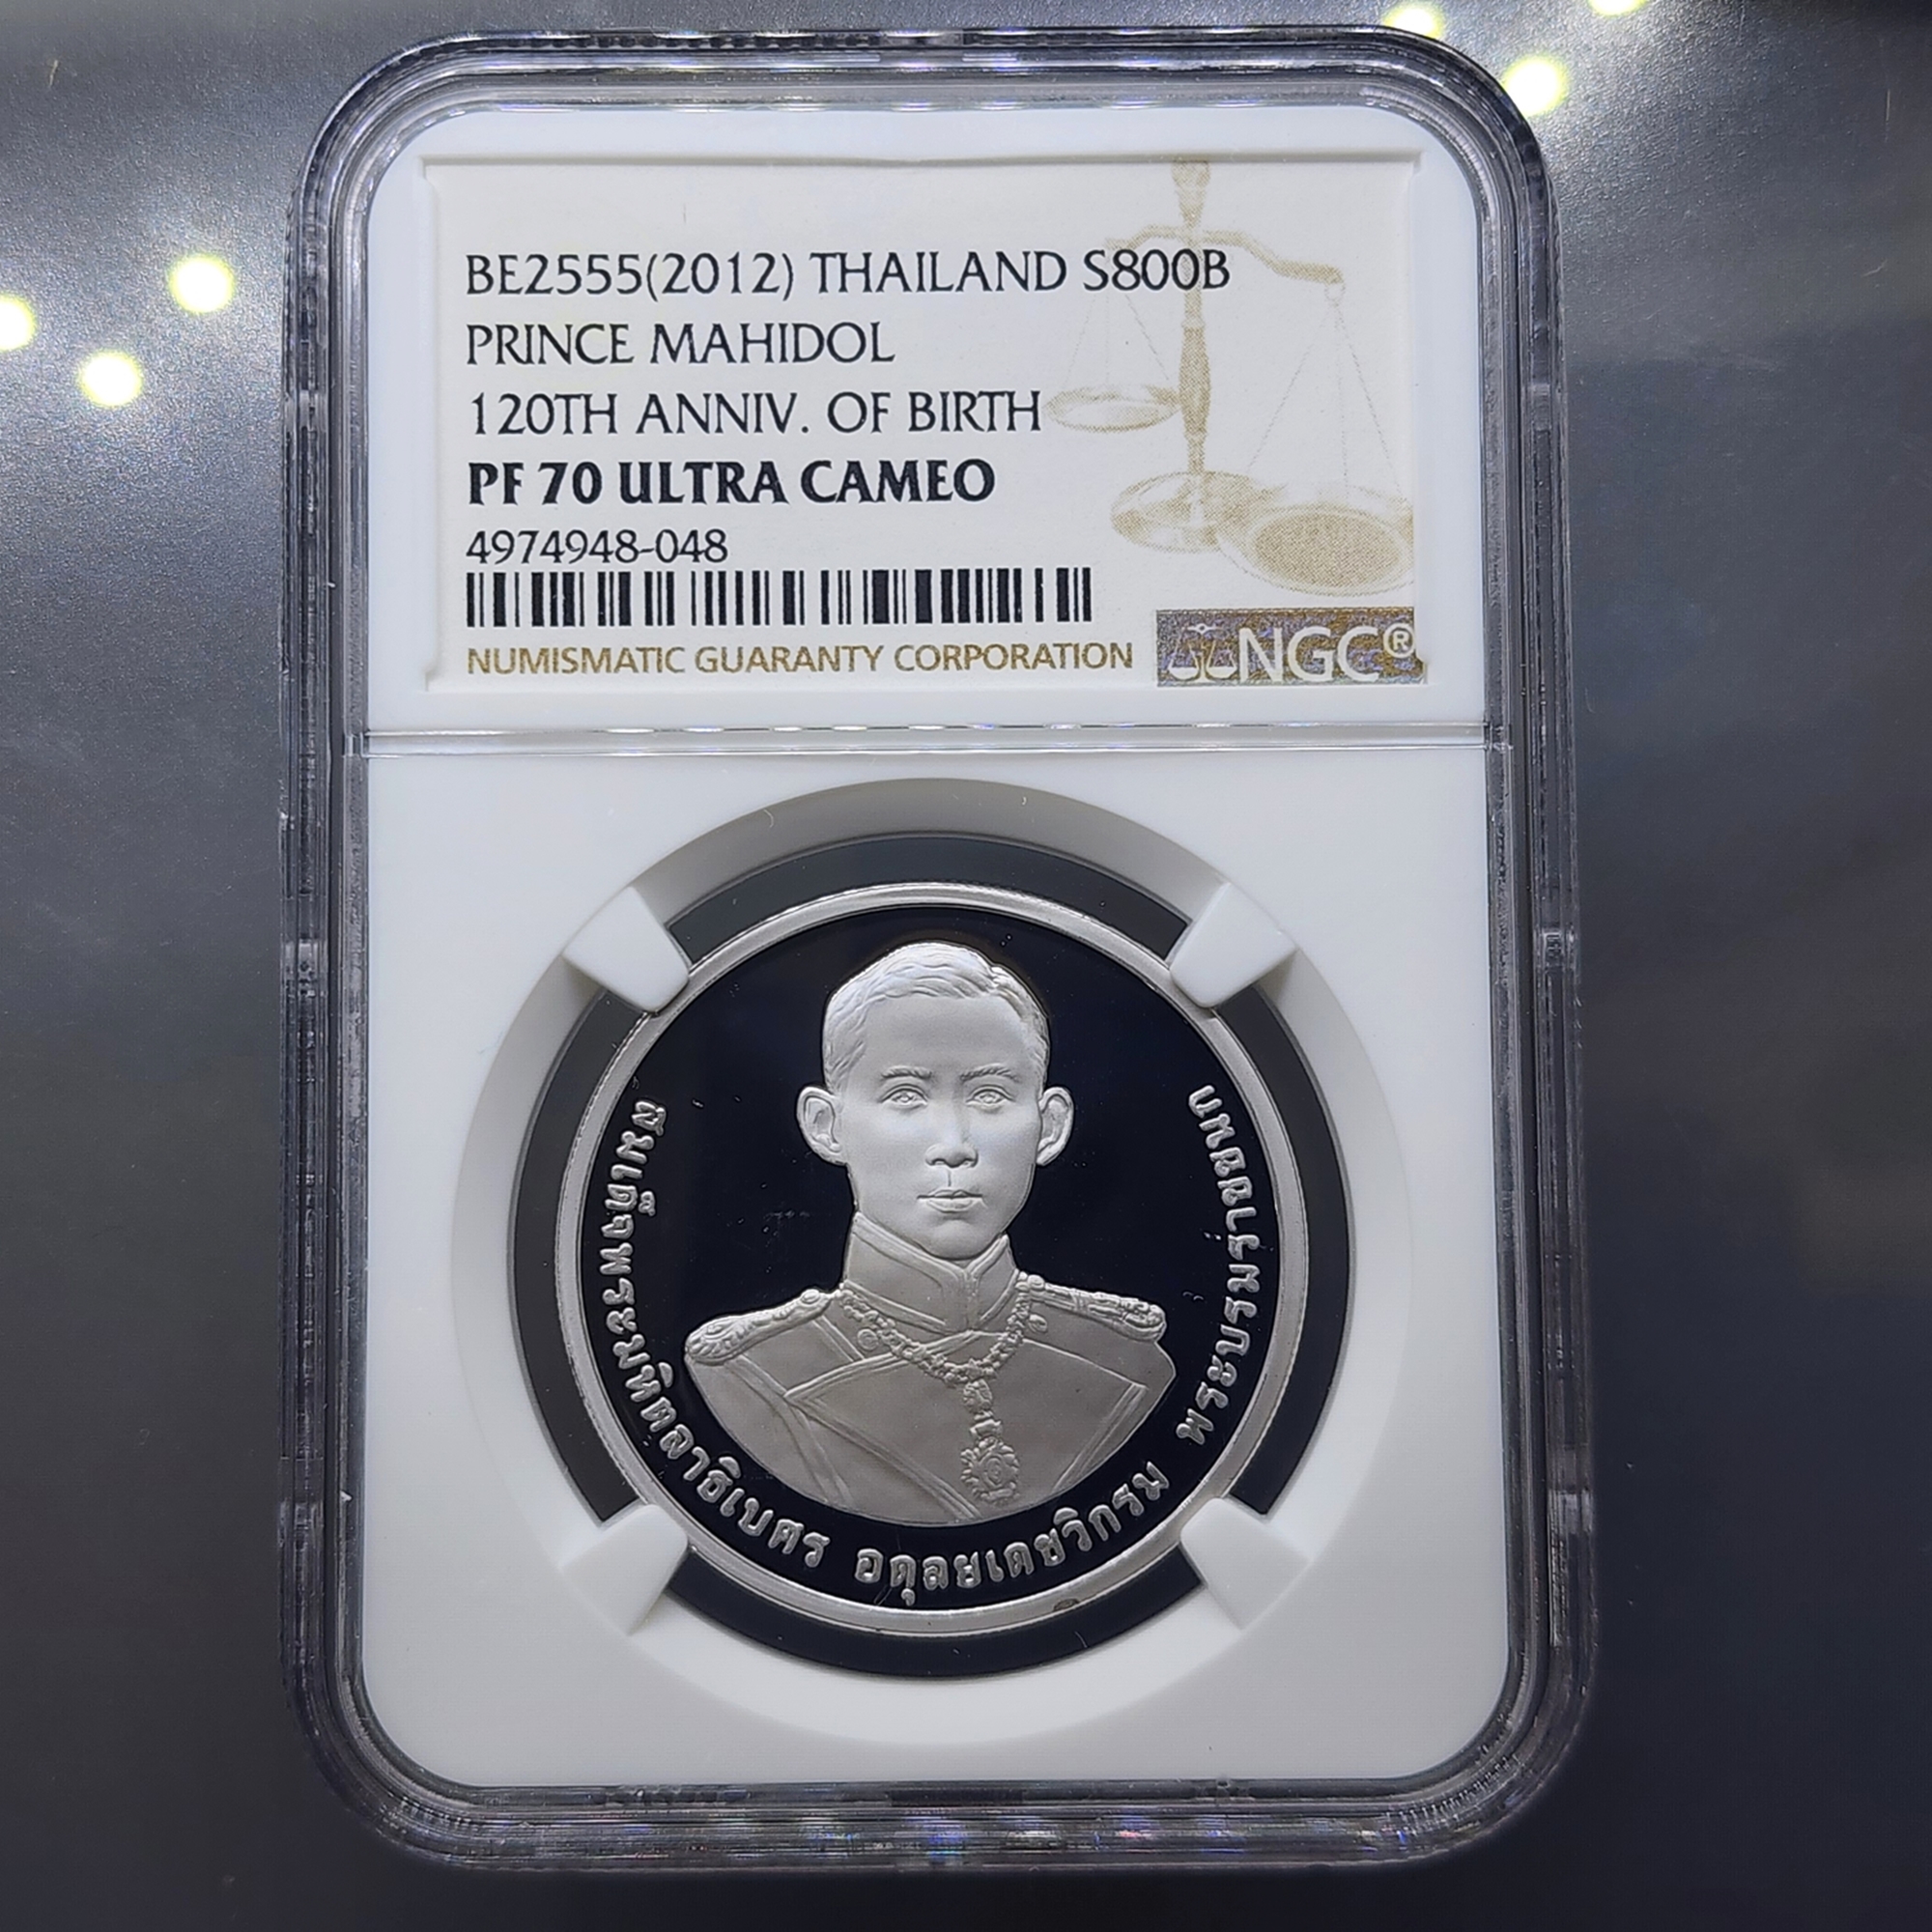 BE2555(2012) THAILAND S800B
PRINCE MAHIDOL
120TH ANNIV. OF BIRTH
PF 70 ULTRA CAMEO
4974948-048
NUMISMATIC GUARANTY CORPORATION
NGC®
สมเด็จพระมหิตลาธิเบศร อดุลยเดชวิกรม พระบรมราชชนก